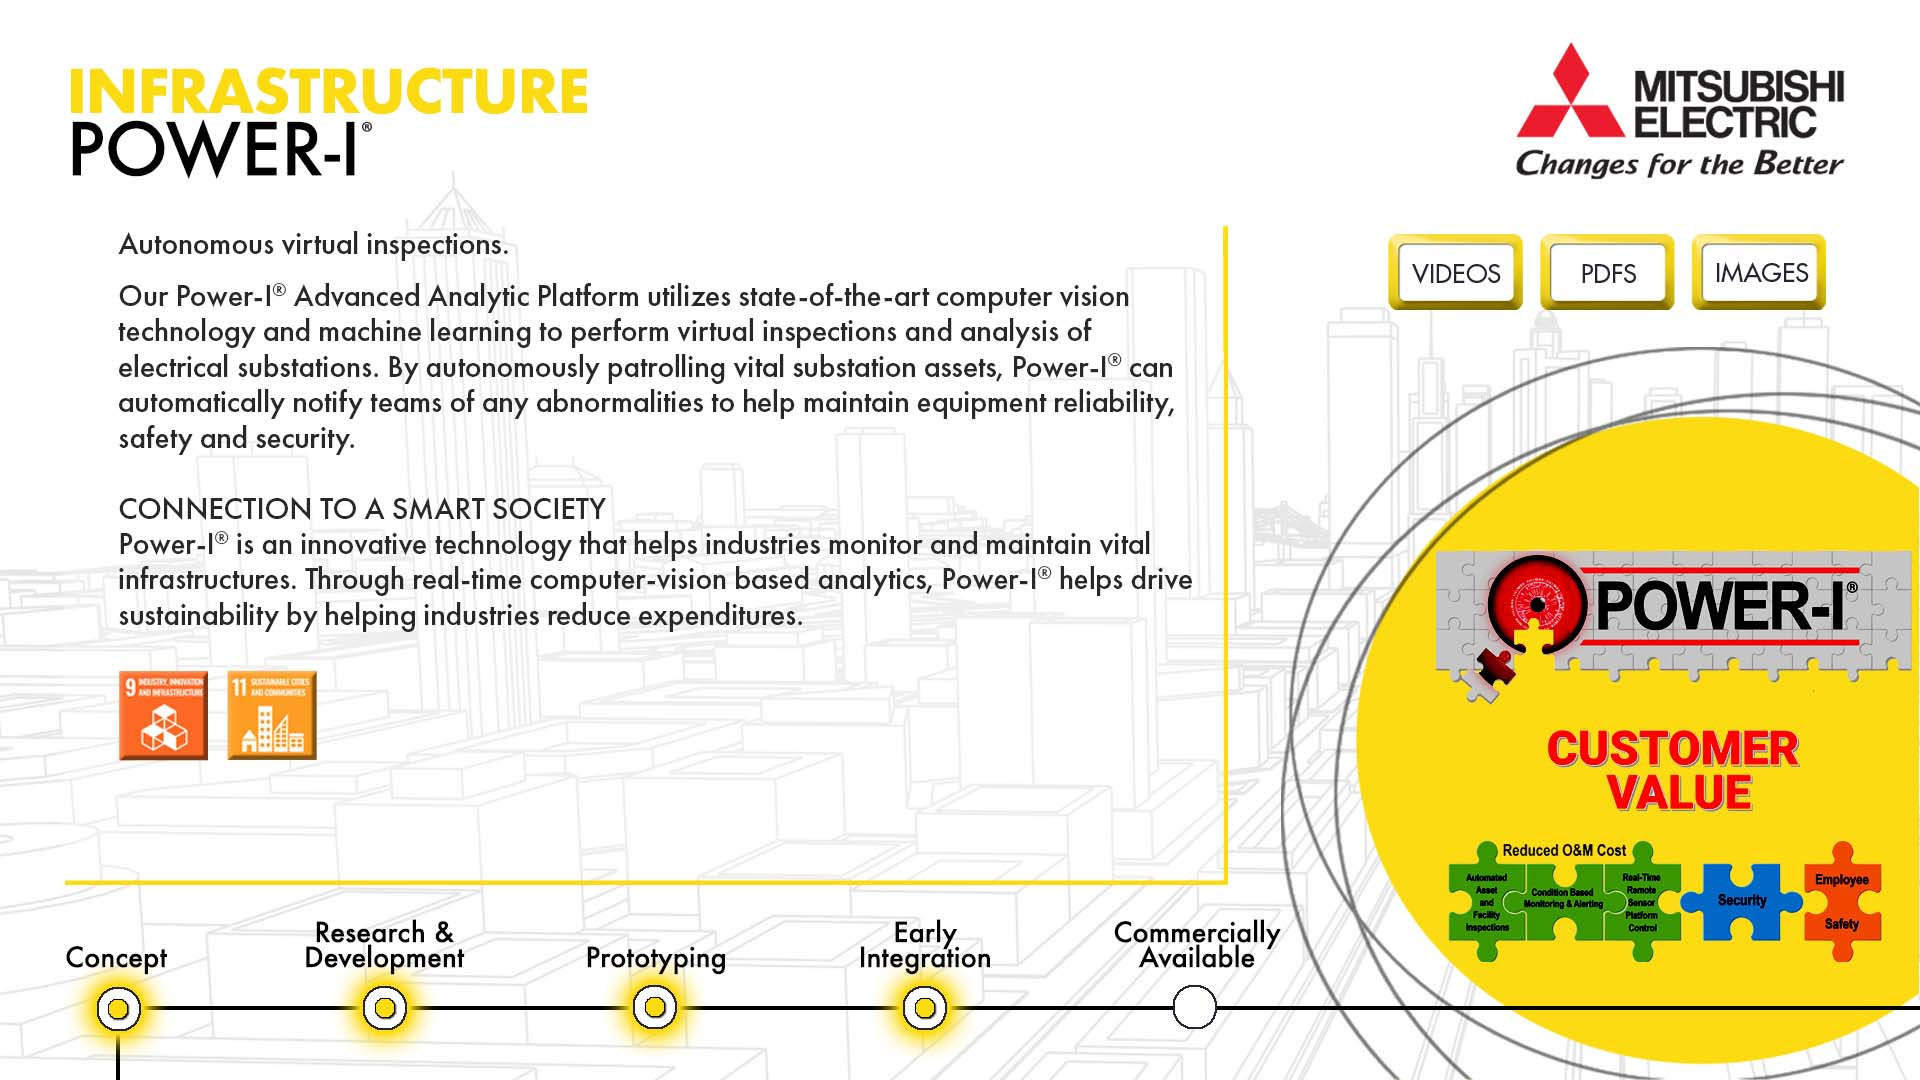 INFRASTRUCTURE
POWER-I®
MITSUBISHI
ELECTRIC
Changes for the Better
Autonomous virtual inspections.
Our Power-I® Advanced Analytic Platform utilizes state-of-the-art computer vision
technology and machine learning to perform virtual inspections and analysis of
electrical substations. By autonomously patrolling vital substation assets, Power-I® can
automatically notify teams of any abnormalities to help maintain equipment reliability,
safety and security.
CONNECTION TO A SMART SOCIETY
Power-I® is an innovative technology that helps industries monitor and maintain vital
infrastructures. Through real-time computer-vision based analytics, Power-I® helps drive
sustainability by helping industries reduce expenditures.
9 INDUSTRY, INNOVATION
AND INFRASTRUCTURE
11 SUSTAINABLE CITIES
AND COMMUNITIES
VIDEOS
PDFS
IMAGES
POWER-I®
CUSTOMER
VALUE
Reduced O&M Cost
Automated
Asset
and
Facility
Inspections
Condition Based
Monitoring & Alerting
Real-Time
Remote
Sensor
Platform
Control
Security
Employee
Safety
Concept
Research &
Development
Prototyping
Early
Integration
Commercially
Available